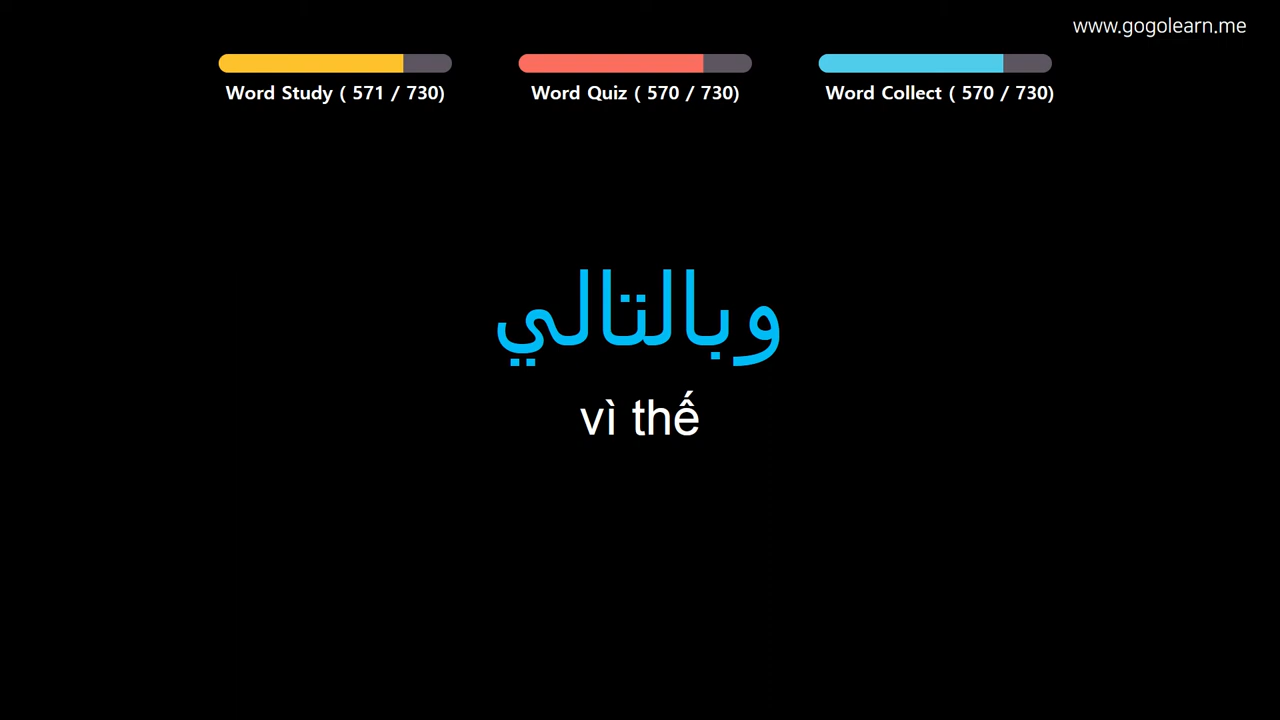 www.gogolearn.me
Word Study ( 571 / 730)
Word Quiz ( 570 / 730)
Word Collect ( 570 / 730)
وبالتالي
vì thế